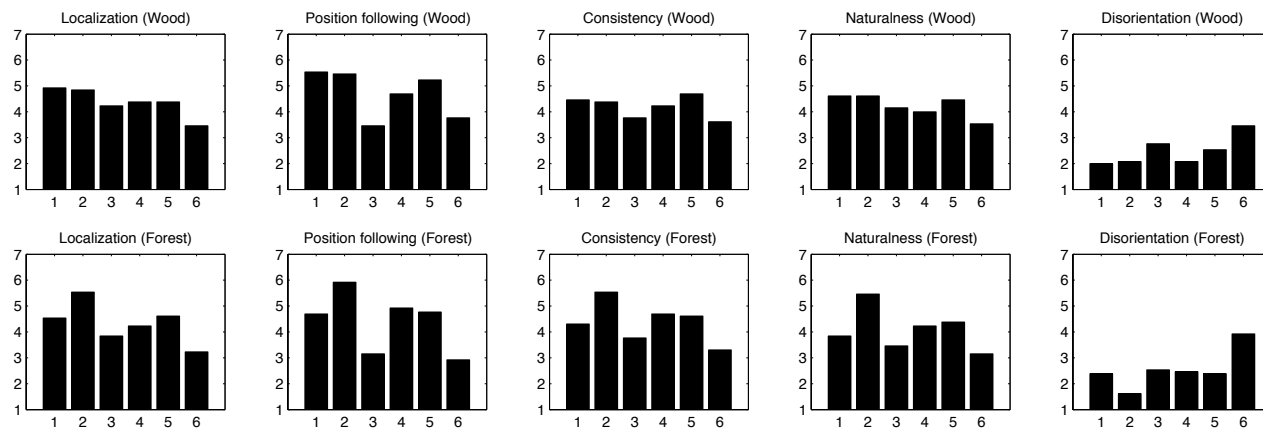 Localization (Wood) Position following (Wood) Consistency (Wood) Naturalness (Wood) Disorientation (Wood)
7 7 7 7 7
6 6 6 6 6
5 5 5 5 5
4 4 4 4 4
3 3 3 3 3
2 2 2 2 2
1 1 1 1 1
1 2 3 4 5 6 1 2 3 4 5 6 1 2 3 4 5 6 1 2 3 4 5 6 1 2 3 4 5 6
Localization (Forest) Position following (Forest) Consistency (Forest) Naturalness (Forest) Disorientation (Forest)
7 7 7 7 7
6 6 6 6 6
5 5 5 5 5
4 4 4 4 4
3 3 3 3 3
2 2 2 2 2
1 1 1 1 1
1 2 3 4 5 6 1 2 3 4 5 6 1 2 3 4 5 6 1 2 3 4 5 6 1 2 3 4 5 6